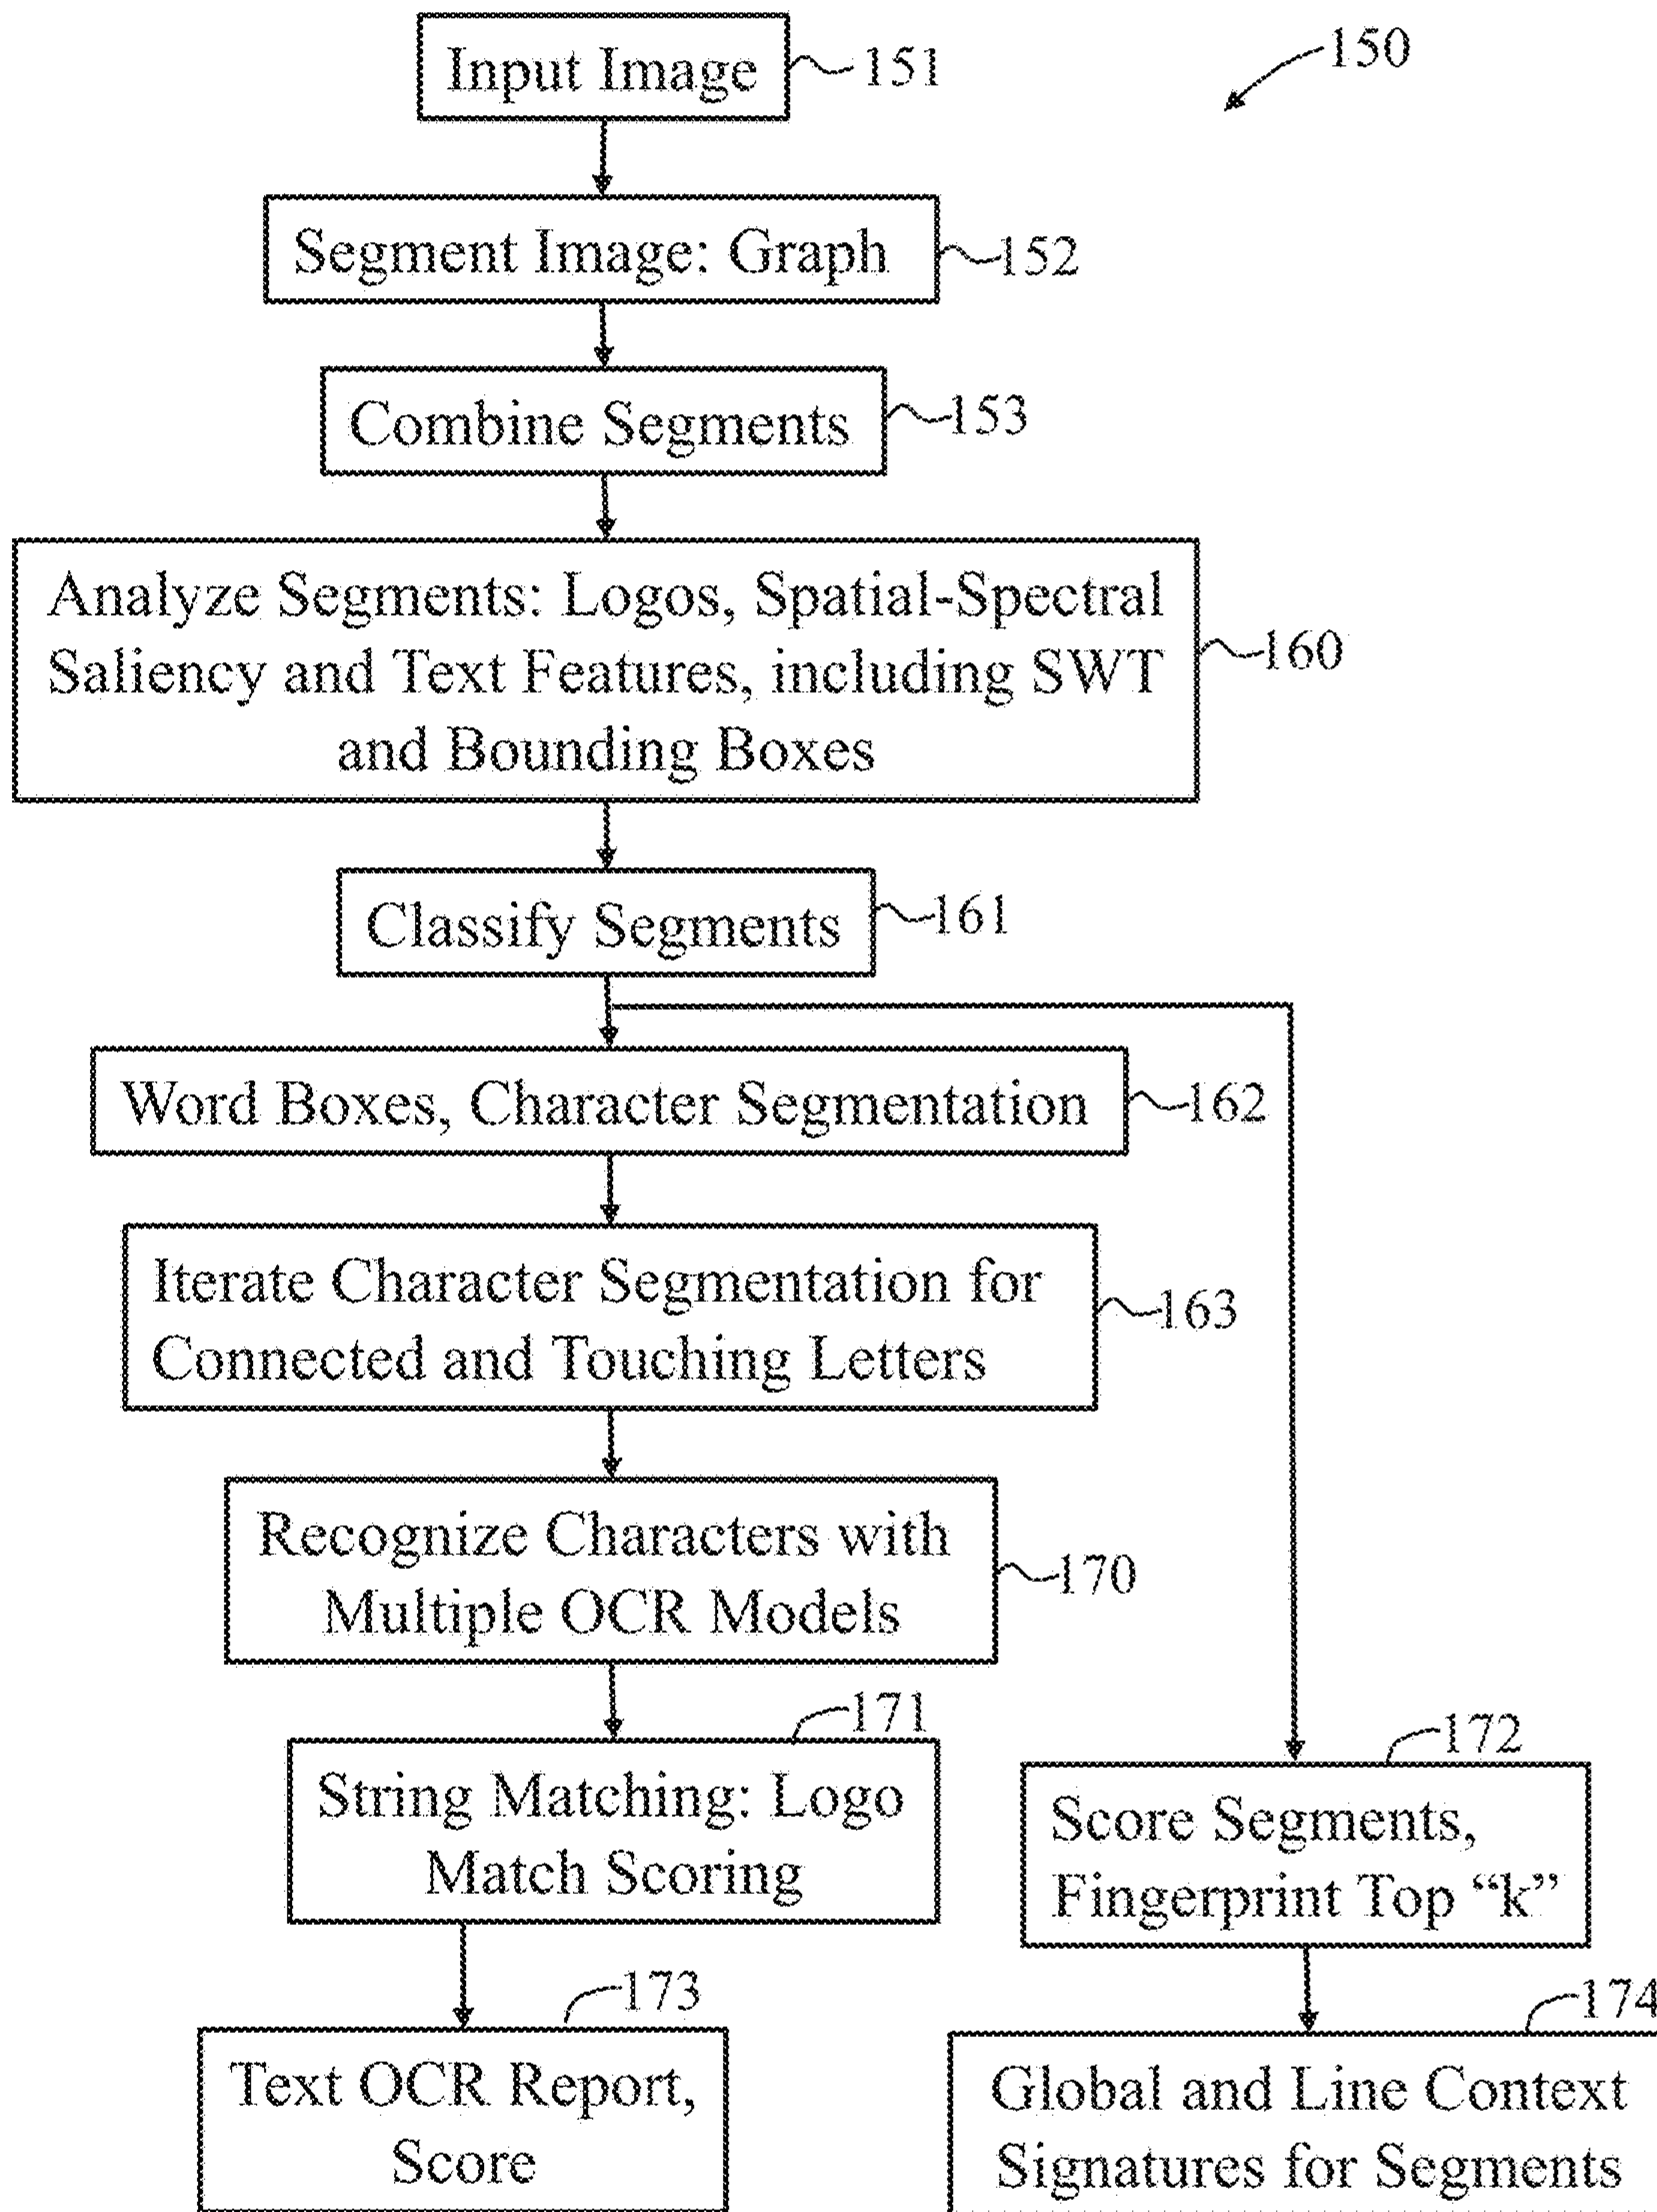 Input Image
151
150
Segment Image: Graph
152
Combine Segments
153
Analyze Segments: Logos, Spatial-Spectral
Saliency and Text Features, including SWT
and Bounding Boxes
160
Classify Segments
161
Word Boxes, Character Segmentation
162
Iterate Character Segmentation for
Connected and Touching Letters
163
Recognize Characters with
Multiple OCR Models
170
171
String Matching: Logo
Match Scoring
172
Score Segments,
Fingerprint Top “k”
173
Text OCR Report,
Score
174
Global and Line Context
Signatures for Segments